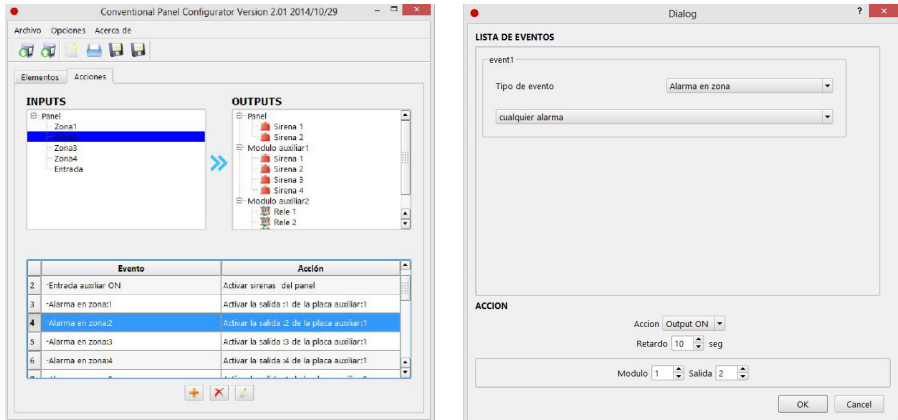 Conventional Panel Configurator Version 2.01 2014/10/29
Archivo Opciones Acerca de
Elementos Acciones
INPUTS
Panel
Zona1
Zona3
Zona4
Entrada
OUTPUTS
Panel
Sirena 1
Sirena 2
Modulo auxiliar1
Sirena 1
Sirena 2
Sirena 3
Sirena 4
Modulo auxiliar2
Rele 1
Rele 2
Evento Acción
2 -Entrada auxiliar ON Activar sirenas del panel
3 -Alarma en zona:1 Activar la salida :1 de la placa auxiliar:1
4 -Alarma en zona:2 Activar la salida :2 de la placa auxiliar:1
5 -Alarma en zona:3 Activar la salida :3 de la placa auxiliar:1
6 -Alarma en zona:4 Activar la salida :4 de la placa auxiliar:1
Dialog
LISTA DE EVENTOS
event1
Tipo de evento Alarma en zona
cualquier alarma
ACCION
Accion Output ON
Retardo 10 seg
Modulo 1 Salida 2
OK Cancel